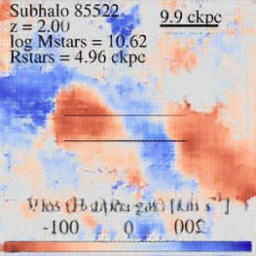 Subhalo 85522
9.9 ckpc
z = 2.00
log Mstars = 10.62
Rstars = 4.96 ckpc
-100 0